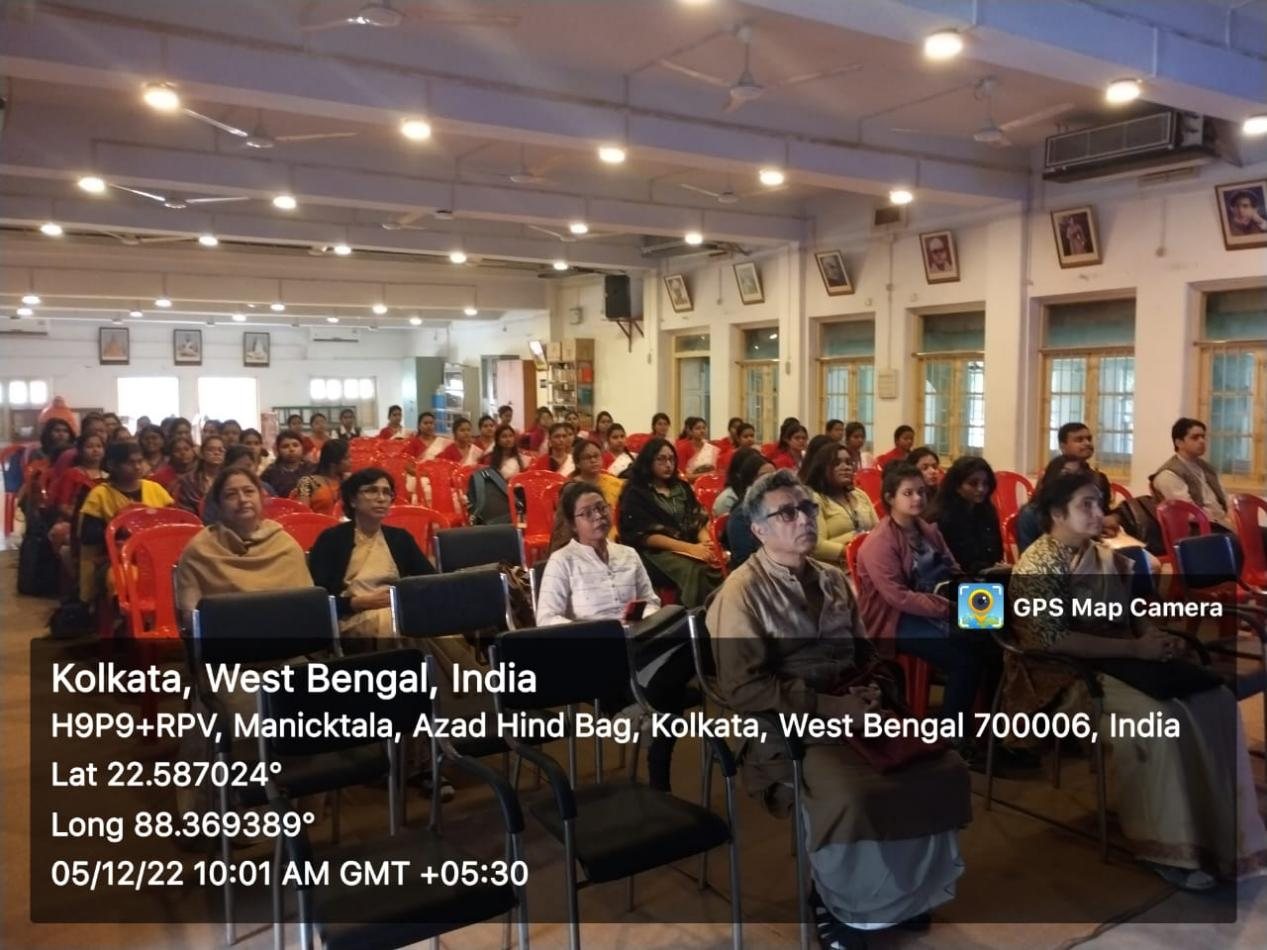 GPS Map Camera
Kolkata, West Bengal, India
H9P9+RPV, Manicktala, Azad Hind Bag, Kolkata, West Bengal 700006, India
Lat 22.587024°
Long 88.369389°
05/12/22 10:01 AM GMT +05:30